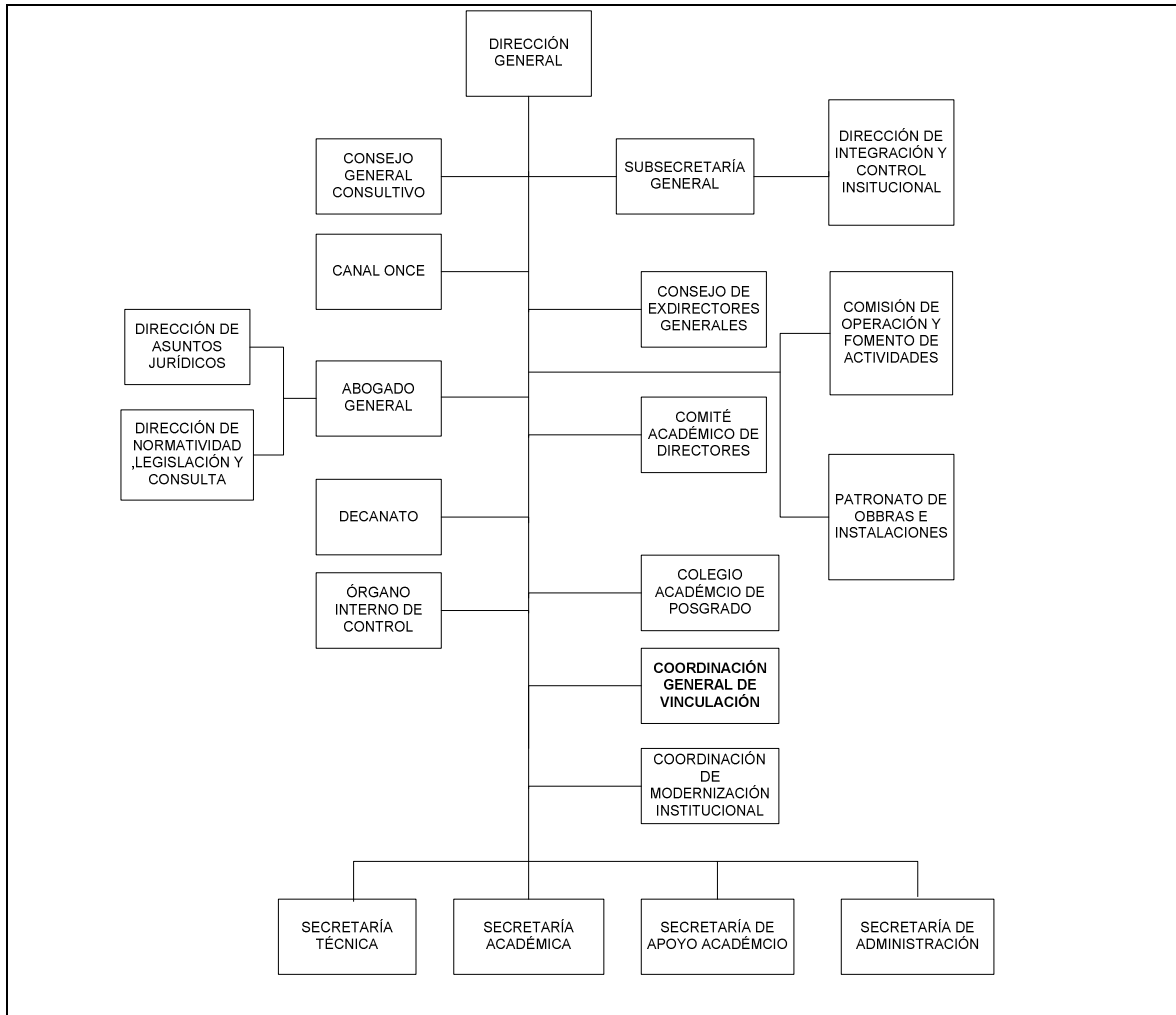 DIRECCIÓN
GENERAL
CONSEJO
GENERAL
CONSULTIVO
SUBSECRETARÍA
GENERAL
DIRECCIÓN DE
INTEGRACIÓN Y
CONTROL
INSITUCIONAL
CANAL ONCE
CONSEJO DE
EXDIRECTORES
GENERALES
COMISIÓN DE
OPERACIÓN Y
FOMENTO DE
ACTIVIDADES
DIRECCIÓN DE
ASUNTOS
JURÍDICOS
ABOGADO
GENERAL
DIRECCIÓN DE
NORMATIVIDAD
,LEGISLACIÓN Y
CONSULTA
COMITÉ
ACADÉMICO DE
DIRECTORES
DECANATO
PATRONATO DE
OBBRAS E
INSTALACIONES
ÓRGANO
INTERNO DE
CONTROL
COLEGIO
ACADÉMCIO DE
POSGRADO
COORDINACIÓN
GENERAL DE
VINCULACIÓN
COORDINACIÓN
DE
MODERNIZACIÓN
INSTITUCIONAL
SECRETARÍA
TÉCNICA
SECRETARÍA
ACADÉMICA
SECRETARÍA DE
APOYO ACADÉMCIO
SECRETARÍA DE
ADMINISTRACIÓN